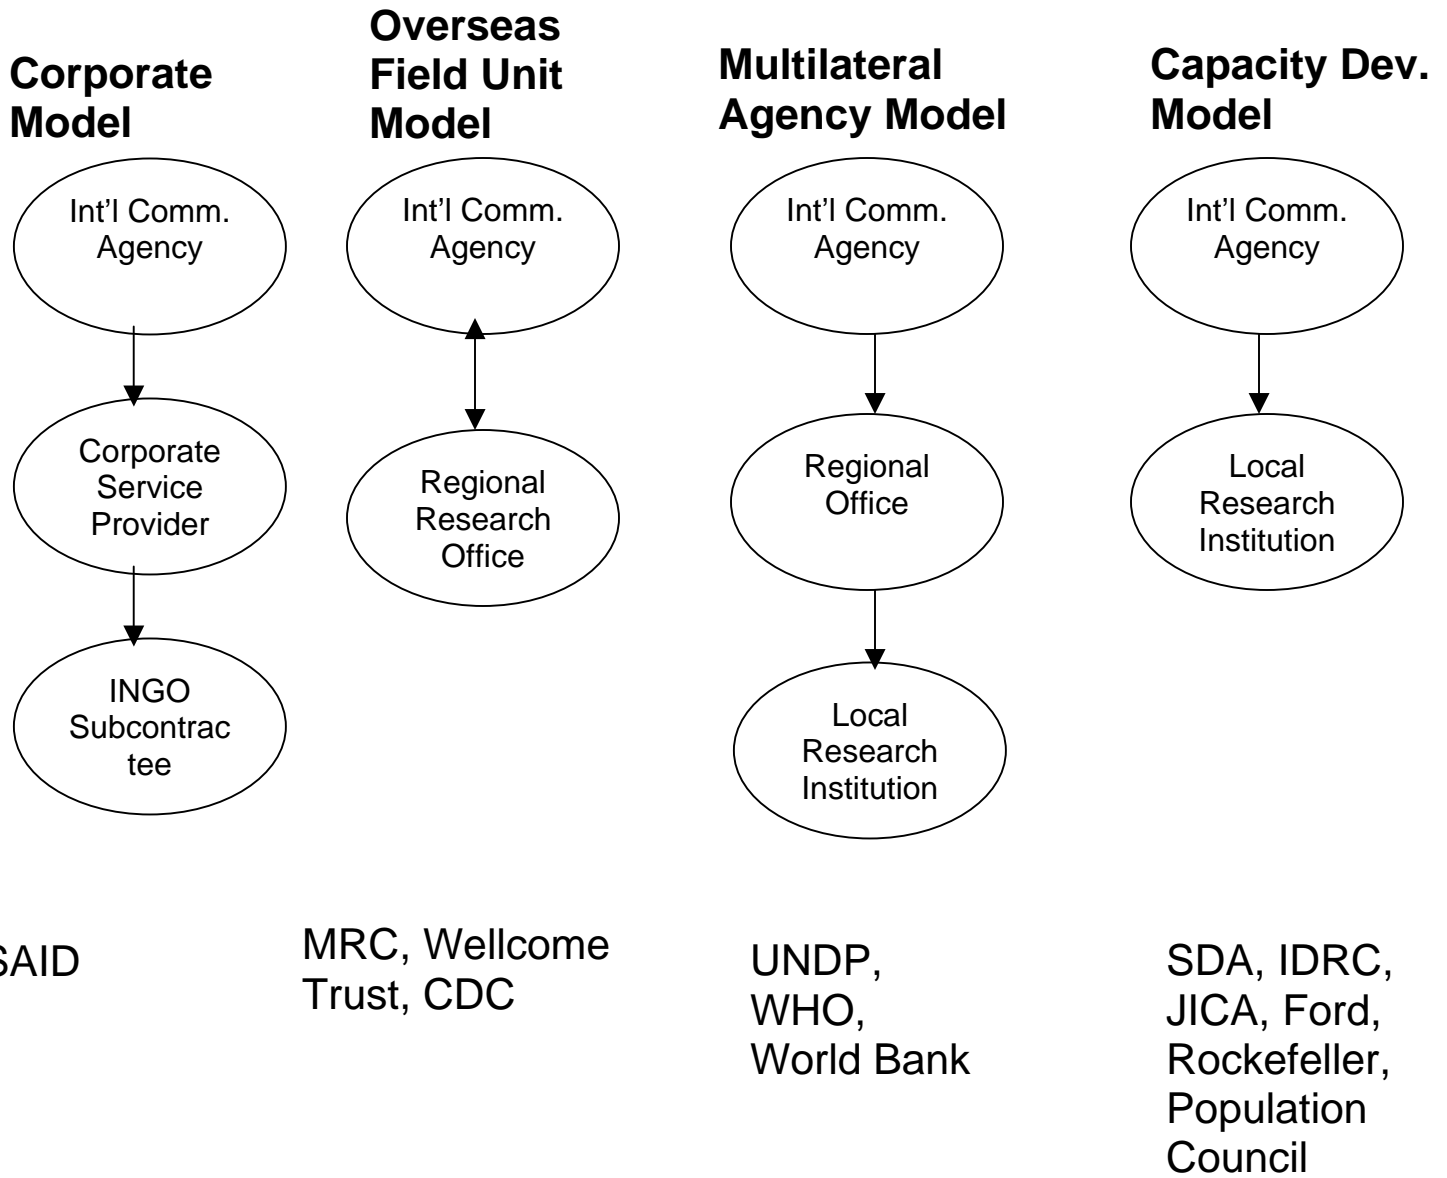 Corporate
Model
Overseas
Field Unit
Model
Multilateral
Agency Model
Capacity Dev.
Model
Int'l Comm.
Agency
Corporate
Service
Provider
INGO
Subcontrac
tee
Int'l Comm.
Agency
Regional
Research
Office
Int'l Comm.
Agency
Regional
Office
Local
Research
Institution
Int'l Comm.
Agency
Local
Research
Institution
SAID
MRC, Wellcome
Trust, CDC
UNDP,
WHO,
World Bank
SDA, IDRC,
JICA, Ford,
Rockefeller,
Population
Council